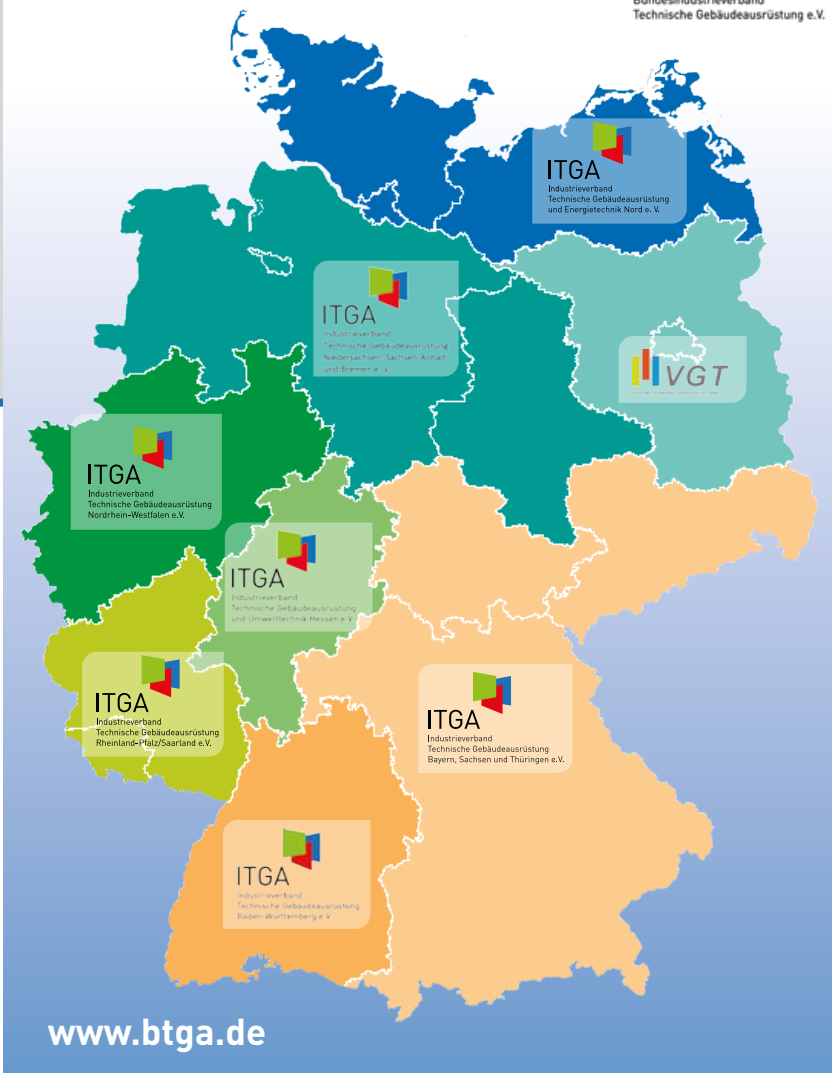 Bundesindustrieverband
Technische Gebäudeausrüstung e.V.
ITGA
Industrieverband
Technische Gebäudeausrüstung
und Energietechnik Nord e. V.
ITGA
Industrieverband
Technische Gebäudeausrüstung
Niedersachsen, Sachsen-Anhalt
und Bremen e. V.
VGT
ITGA
Industrieverband
Technische Gebäudeausrüstung
Nordrhein-Westfalen e.V.
ITGA
Industrieverband
Technische Gebäudeausrüstung
und Umwelttechnik Hessen e.V.
ITGA
Industrieverband
Technische Gebäudeausrüstung
Rheinland-Pfalz/Saarland e.V.
ITGA
Industrieverband
Technische Gebäudeausrüstung
Bayern, Sachsen und Thüringen e.V.
ITGA
Industrieverband
Technische Gebäudeausrüstung
Baden-Württemberg e.V.
www.btga.de